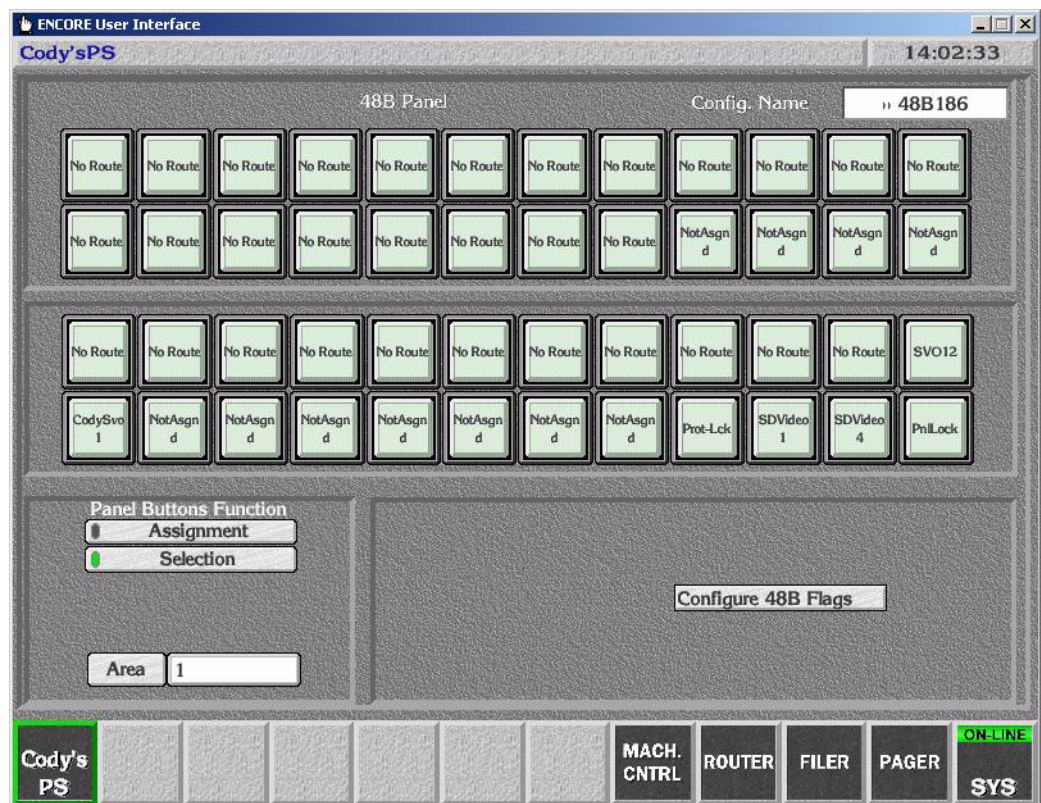 ENCORE User Interface
Cody'sPS 14:02:33
48B Panel Config. Name » 48B186
No Route No Route No Route No Route No Route No Route No Route No Route No Route No Route No Route No Route
No Route No Route No Route No Route No Route No Route No Route No Route NotAsgn d NotAsgn d NotAsgn d NotAsgn d
No Route No Route No Route No Route No Route No Route No Route No Route No Route No Route No Route SVO12
CodySvo 1 NotAsgn d NotAsgn d NotAsgn d NotAsgn d NotAsgn d NotAsgn d NotAsgn d Prot-Lck SDVideo 1 SDVideo 4 PnlLock
Panel Buttons Function
Assignment
Selection
Configure 48B Flags
Area 1
Cody's PS MACH. CNTRL ROUTER FILER PAGER ON-LINE SYS